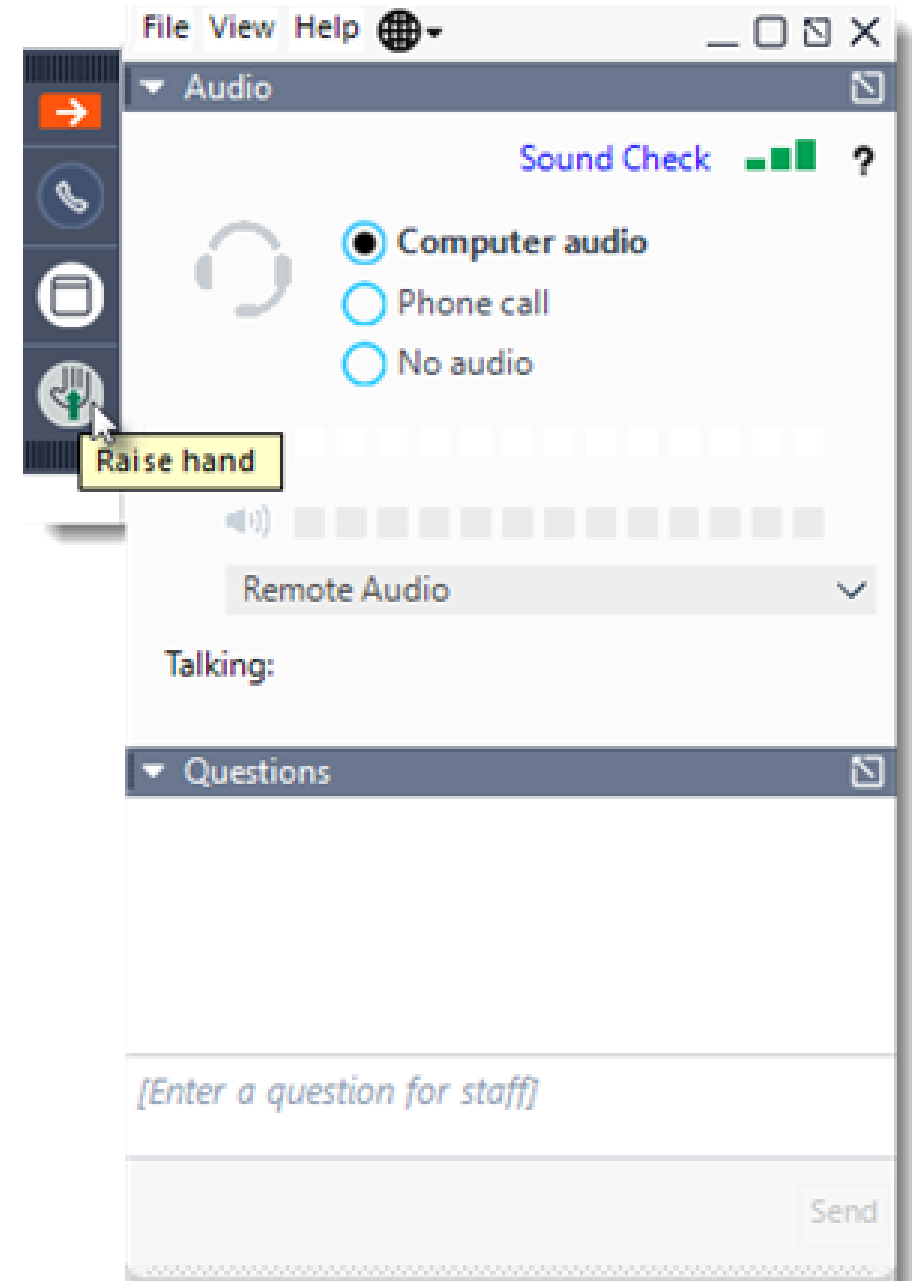 File View Help
Audio
Sound Check ?
Computer audio
Phone call
No audio
Raise hand
Remote Audio
Talking:
Questions
[Enter a question for staff]
Send